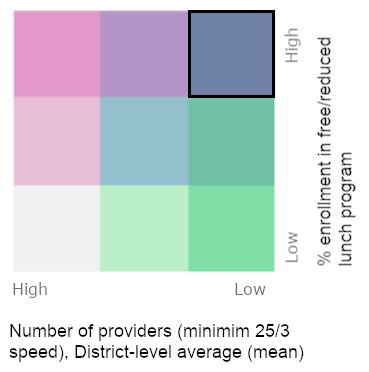 High
% enrollment in free/reduced
lunch program
Low
High
Low
Number of providers (minimim 25/3
speed), District-level average (mean)